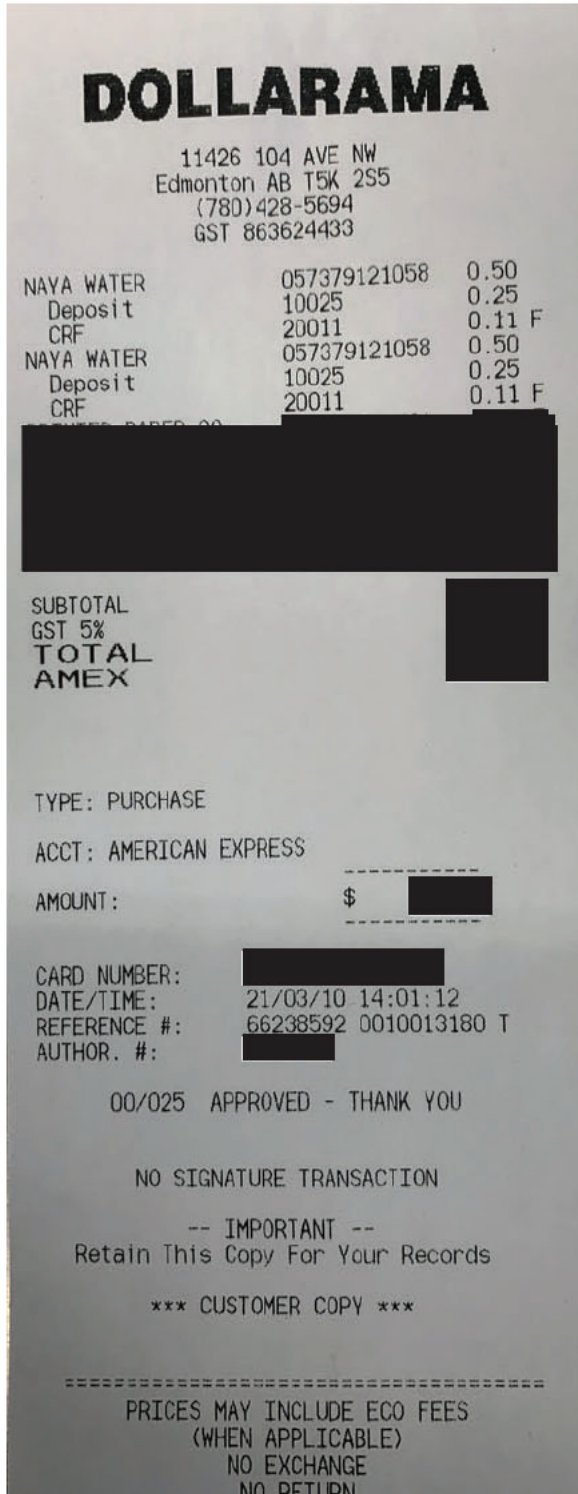 DOLLARAMA
11426 104 AVE NW
Edmonton AB T5K 2S5
(780)428-5694
GST 863624433
NAYA WATER 057379121058 0.50
Deposit 10025 0.25
CRF 20011 0.11 F
NAYA WATER 057379121058 0.50
Deposit 10025 0.25
CRF 20011 0.11 F
SUBTOTAL
GST 5%
TOTAL
AMEX
TYPE: PURCHASE
ACCT: AMERICAN EXPRESS
AMOUNT: $
CARD NUMBER:
DATE/TIME: 21/03/10 14:01:12
REFERENCE #: 66238592 0010013180 T
AUTHOR. #:
00/025 APPROVED - THANK YOU
NO SIGNATURE TRANSACTION
-- IMPORTANT --
Retain This Copy For Your Records
*** CUSTOMER COPY ***
PRICES MAY INCLUDE ECO FEES
(WHEN APPLICABLE)
NO EXCHANGE
NO RETURN